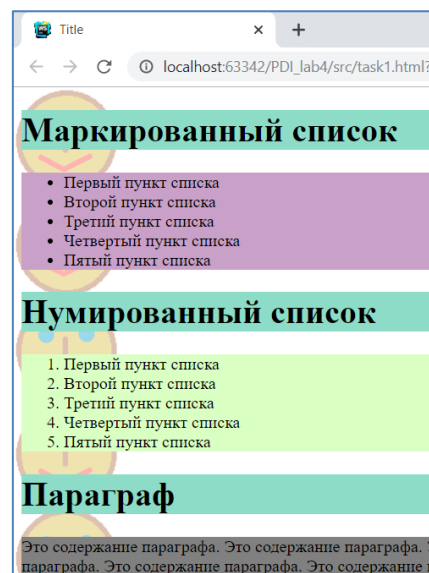 Title
localhost:63342/PDI_lab4/src/task1.html?
Маркированный список
• Первый пункт списка
• Второй пункт списка
• Третий пункт списка
• Четвертый пункт списка
• Пятый пункт списка
Нумированный список
1. Первый пункт списка
2. Второй пункт списка
3. Третий пункт списка
4. Четвертый пункт списка
5. Пятый пункт списка
Параграф
Это содержание параграфа. Это содержание параграфа.
параграфа. Это содержание параграфа. Это содержание